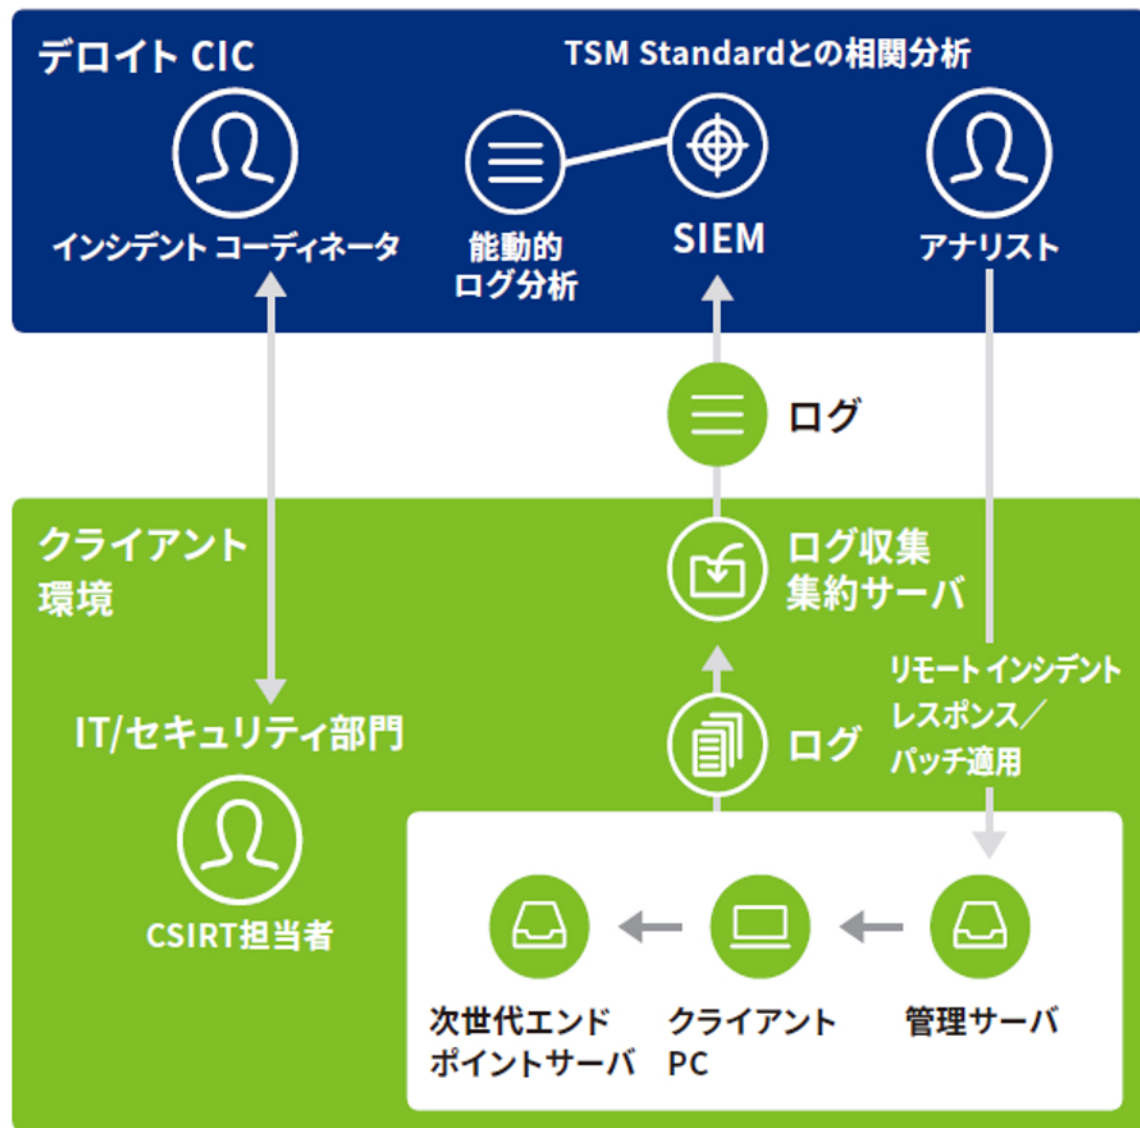 デロイト CIC
TSM Standardとの相関分析
インシデント コーディネータ
能動的
ログ分析
SIEM
アナリスト
ログ
クライアント
環境
ログ収集
集約サーバ
リモート インシデント
レスポンス／
パッチ適用
IT/セキュリティ部門
ログ
CSIRT担当者
次世代エンド
ポイントサーバ
クライアント
PC
管理サーバ